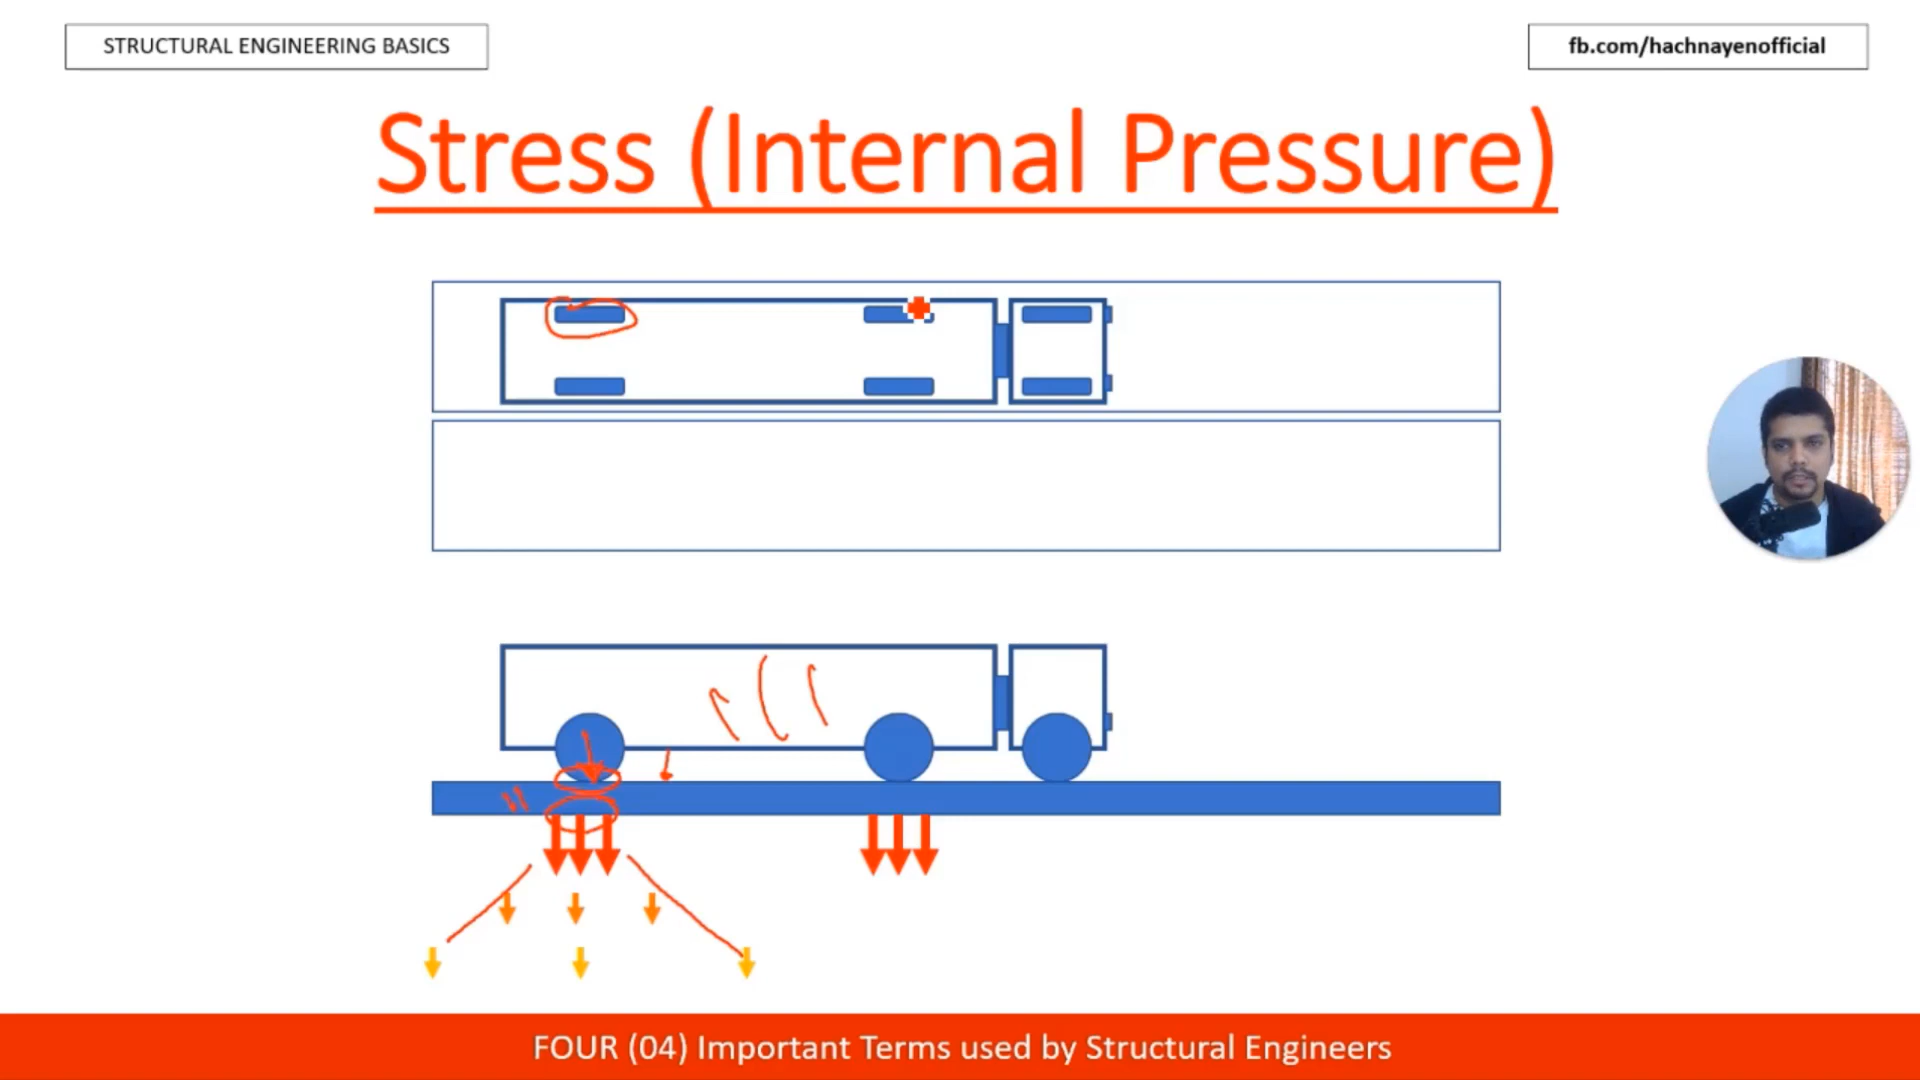 STRUCTURAL ENGINEERING BASICS
fb.com/hachnayenofficial
Stress (Internal Pressure)
FOUR (04) Important Terms used by Structural Engineers